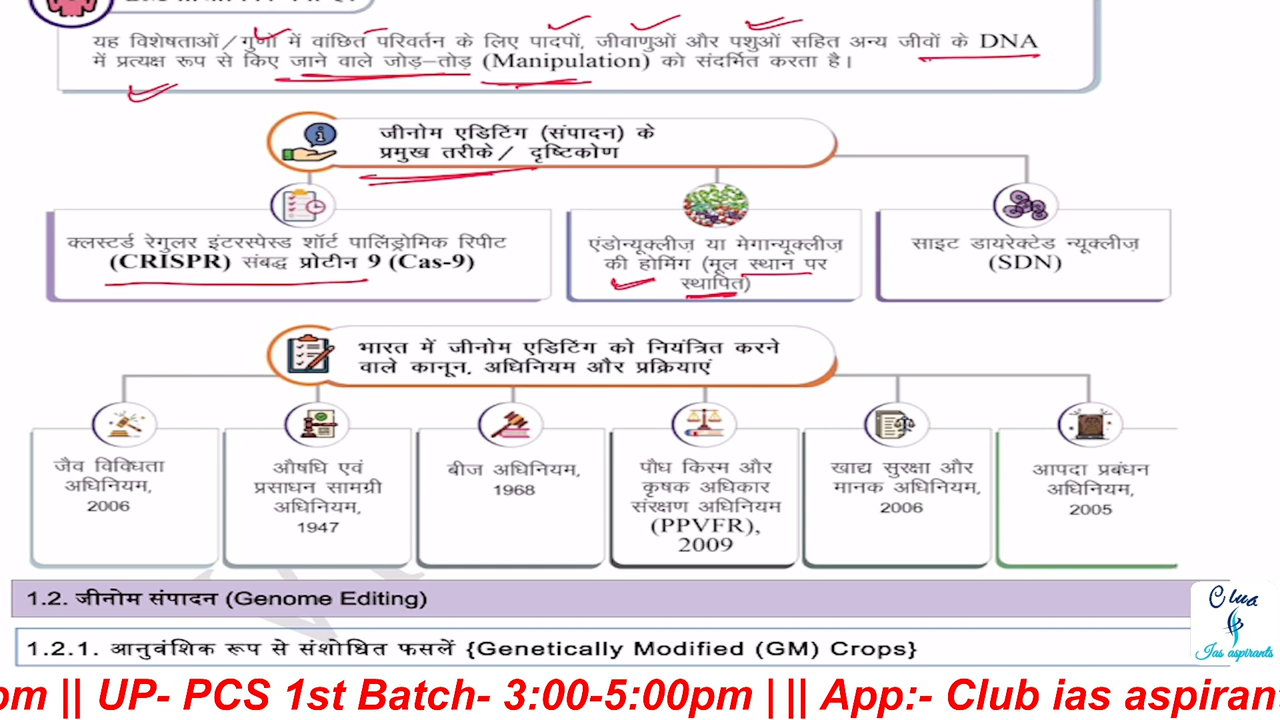 यह विशेषताओं/गुणों में वांछित परिवर्तन के लिए पादपों, जीवाणुओं और पशुओं सहित अन्य जीवों के DNA
में प्रत्यक्ष रूप से किए जाने वाले जोड़-तोड़ (Manipulation) को संदर्भित करता है।
जीनोम एडिटिंग (संपादन) के
प्रमुख तरीके/ दृष्टिकोण
क्लस्टर्ड रेगुलर इंटरस्पेस्ड शॉर्ट पालिंड्रोमिक रिपीट
(CRISPR) संबद्ध प्रोटीन 9 (Cas-9)
एंडोन्यूक्लीज़ या मेगान्यूक्लीज़
की होमिंग (मूल स्थान पर
स्थापित)
साइट डायरेक्टेड न्यूक्लीज़
(SDN)
भारत में जीनोम एडिटिंग को नियंत्रित करने
वाले कानून, अधिनियम और प्रक्रियाएं
जैव विविधता
अधिनियम,
2006
औषधि एवं
प्रसाधन सामग्री
अधिनियम,
1947
बीज अधिनियम,
1968
पौध किस्म और
कृषक अधिकार
संरक्षण अधिनियम
(PPVFR),
2009
खाद्य सुरक्षा और
मानक अधिनियम,
2006
आपदा प्रबंधन
अधिनियम,
2005
1.2. जीनोम संपादन (Genome Editing)
1.2.1. आनुवंशिक रूप से संशोधित फसलें {Genetically Modified (GM) Crops}
Club
Ias aspirants
pm || UP- PCS 1st Batch- 3:00-5:00pm | || App:- Club ias aspiran